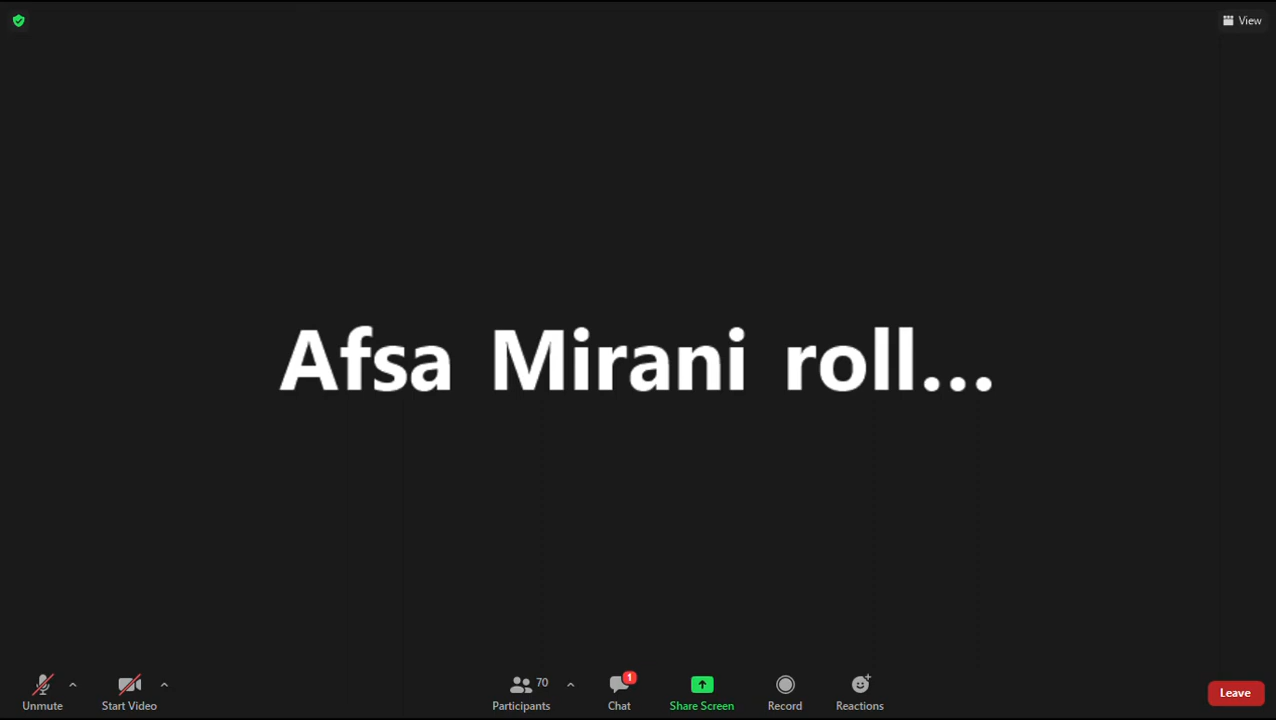 View
Afsa Mirani roll...
Unmute
Start Video
70
Participants
1
Chat
Share Screen
Record
Reactions
Leave